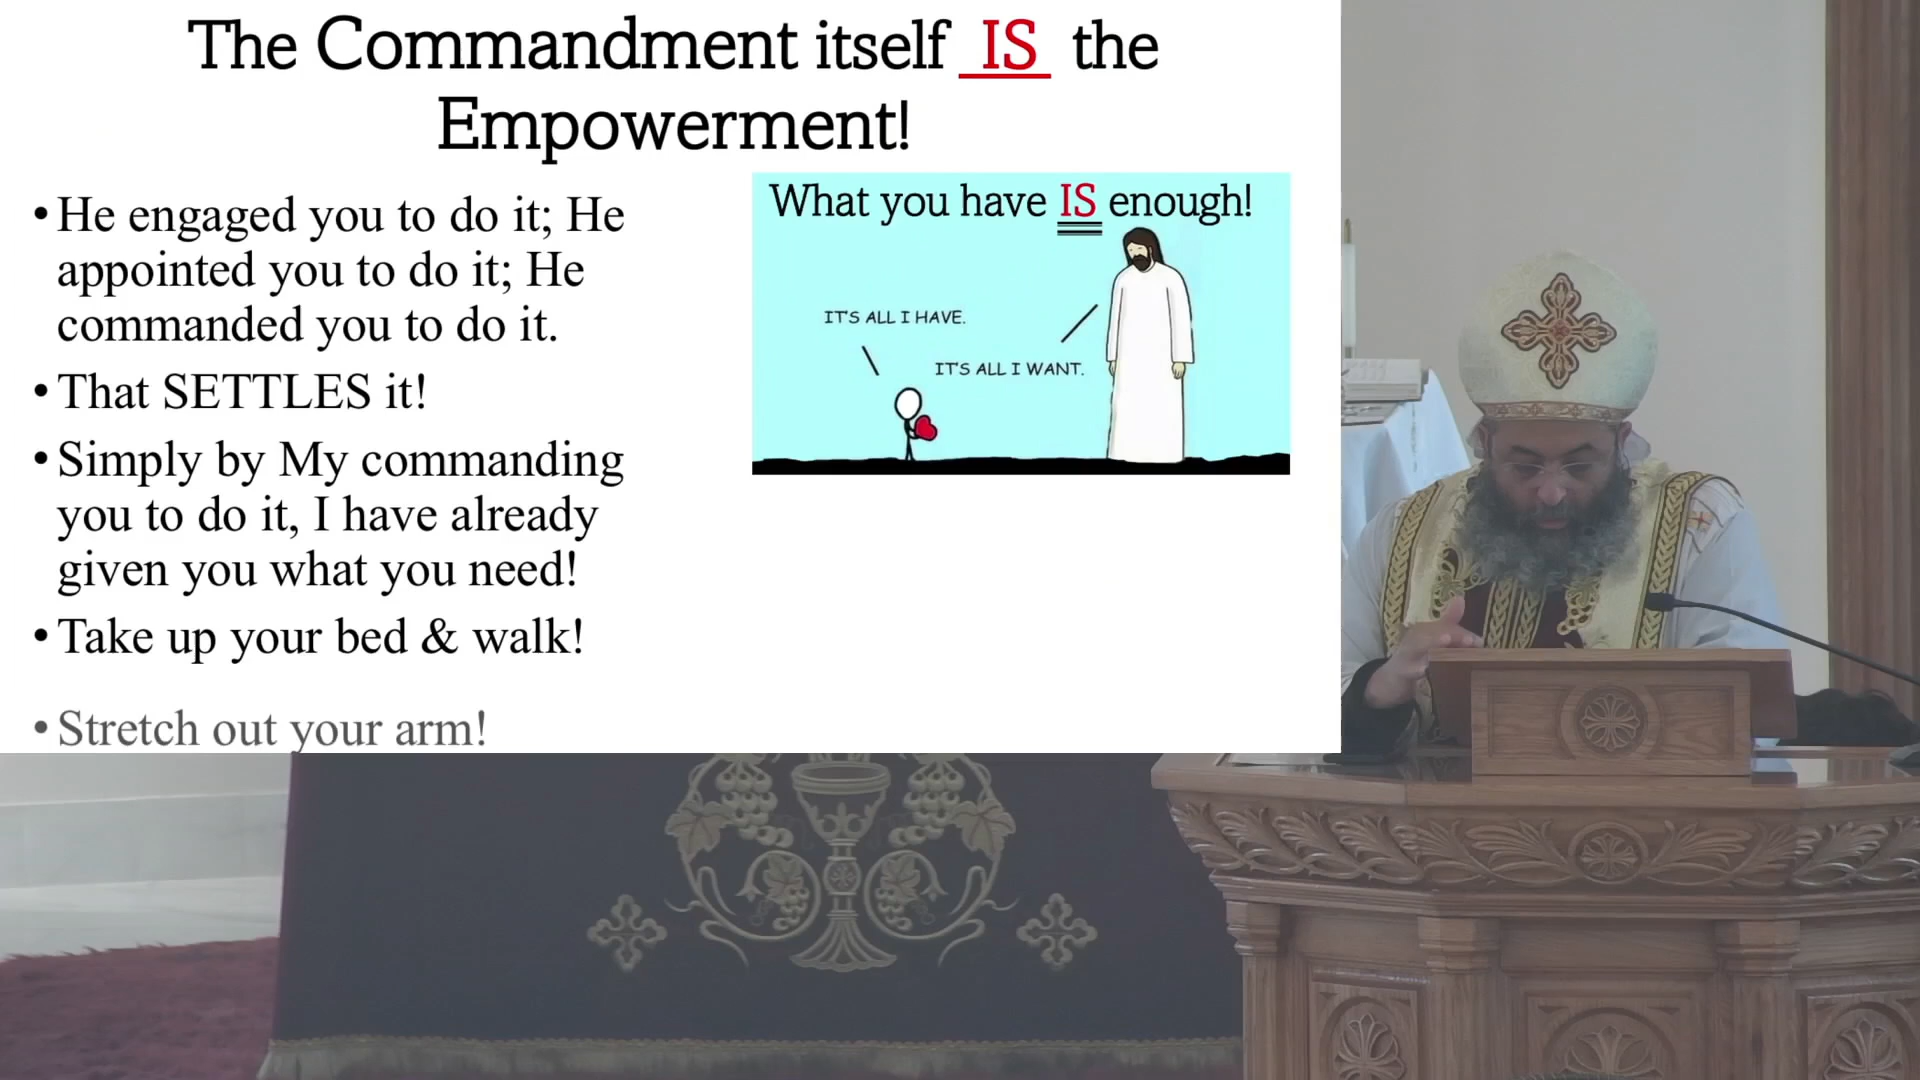 The Commandment itself IS the
Empowerment!
• He engaged you to do it; He
appointed you to do it; He
commanded you to do it.
• That SETTLES it!
• Simply by My commanding
you to do it, I have already
given you what you need!
• Take up your bed & walk!
• Stretch out your arm!
What you have IS enough!
IT'S ALL I HAVE.
IT'S ALL I WANT.